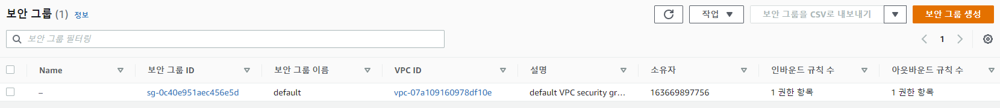 보안 그룹 (1) 정보 작업 보안 그룹을 CSV로 내보내기 보안 그룹 생성
보안 그룹 필터링 1
Name 보안 그룹 ID 보안 그룹 이름 VPC ID 설명 소유자 인바운드 규칙 수 아웃바운드 규칙 수
– sg-0c40e951aec456e5d default vpc-07a109160978df10e default VPC security gr... 163669897756 1 권한 항목 1 권한 항목